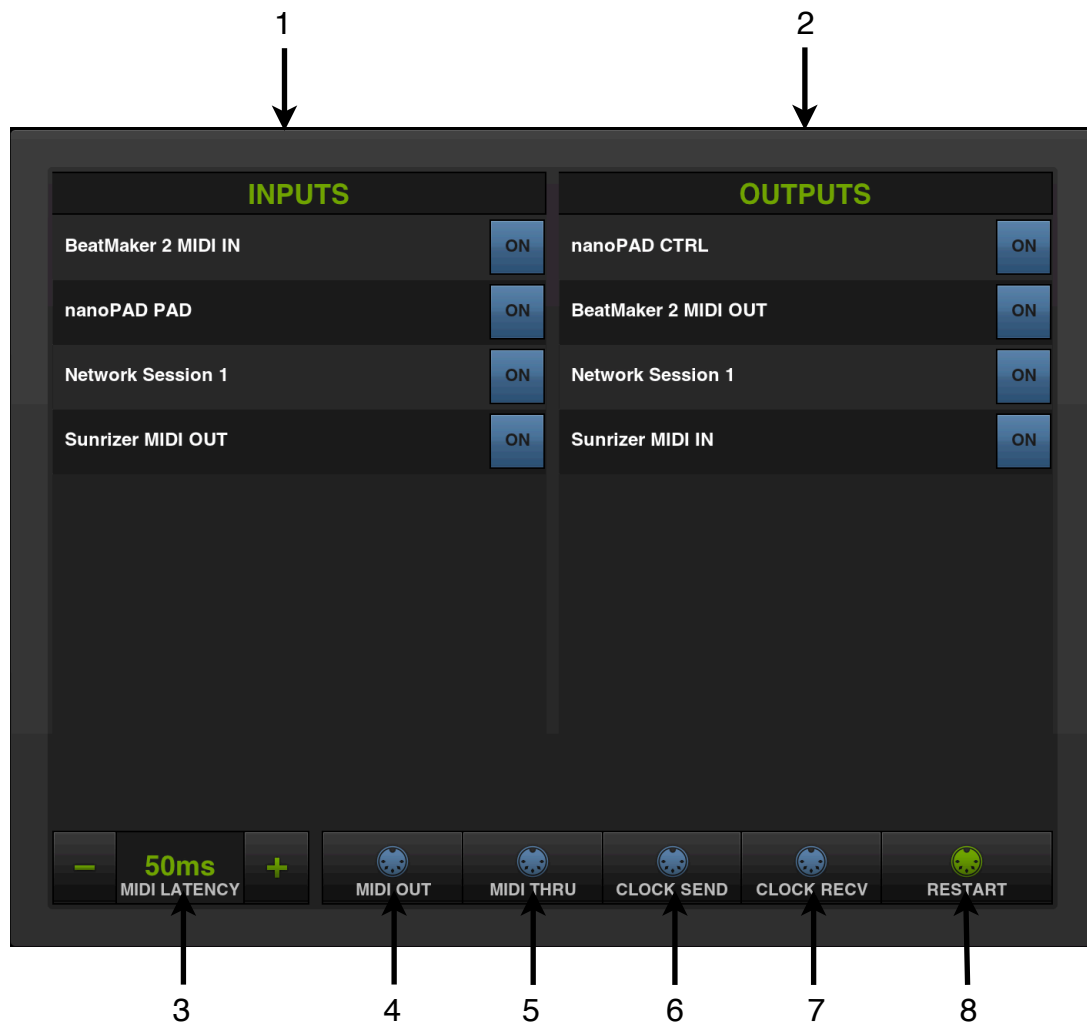 1 2
INPUTS OUTPUTS
BeatMaker 2 MIDI IN ON nanoPAD CTRL ON
nanoPAD PAD ON BeatMaker 2 MIDI OUT ON
Network Session 1 ON Network Session 1 ON
Sunrizer MIDI OUT ON Sunrizer MIDI IN ON
− 50ms +
MIDI LATENCY MIDI OUT MIDI THRU CLOCK SEND CLOCK RECV RESTART
3 4 5 6 7 8